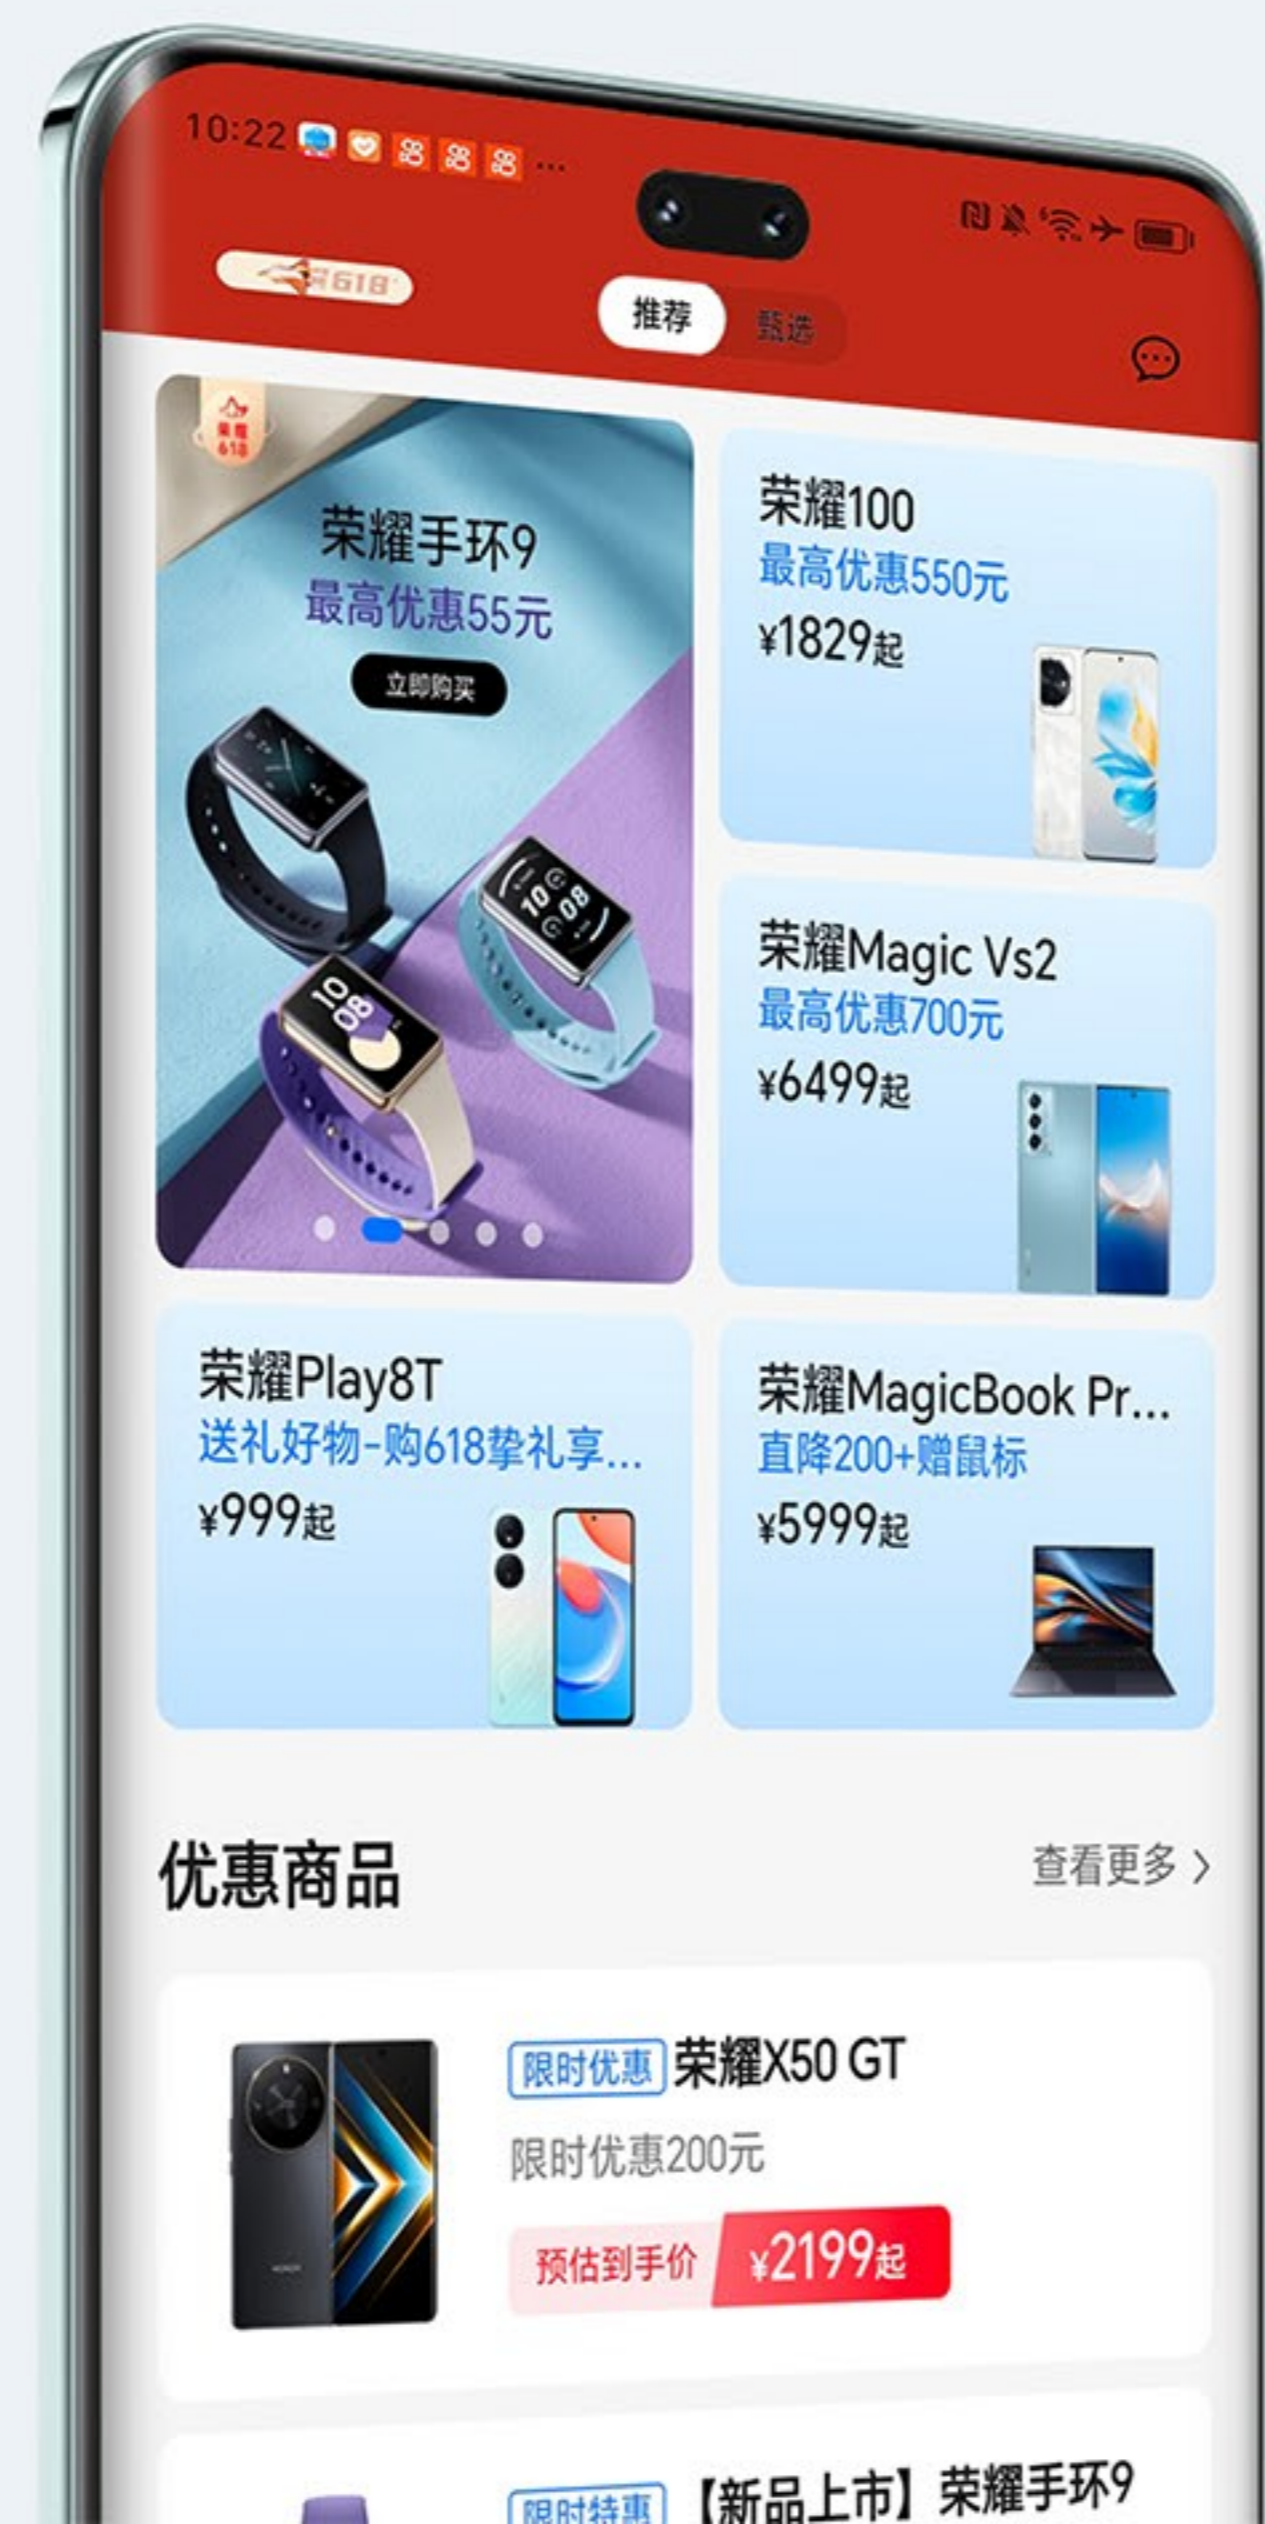 10:22
618
推荐
甄选
荣耀
618
荣耀手环9
最高优惠55元
立即购买
10
08
10
08
荣耀100
最高优惠550元
¥1829起
荣耀Magic Vs2
最高优惠700元
¥6499起
荣耀Play8T
送礼好物-购618挚礼享...
¥999起
荣耀MagicBook Pr...
直降200+赠鼠标
¥5999起
优惠商品
查看更多
限时优惠 荣耀X50 GT
限时优惠200元
预估到手价 ¥2199起
HONOR
限时特惠 【新品上市】荣耀手环9